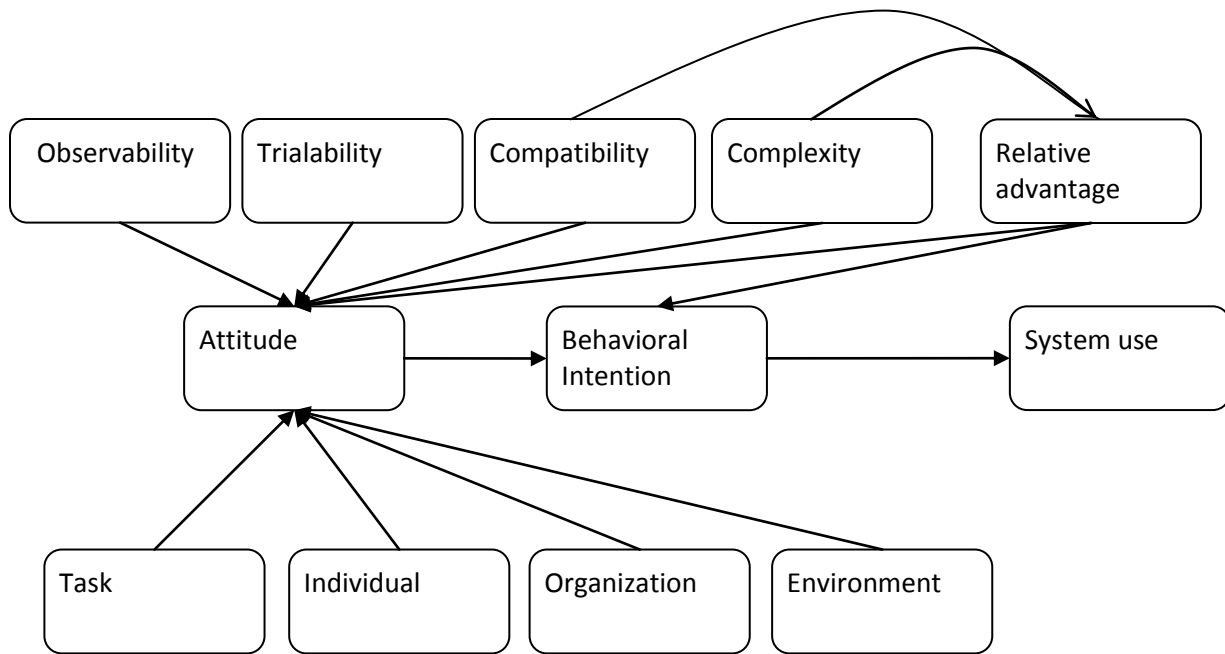 Observability
Trialability
Compatibility
Complexity
Relative
advantage
Attitude
Behavioral
Intention
System use
Task
Individual
Organization
Environment